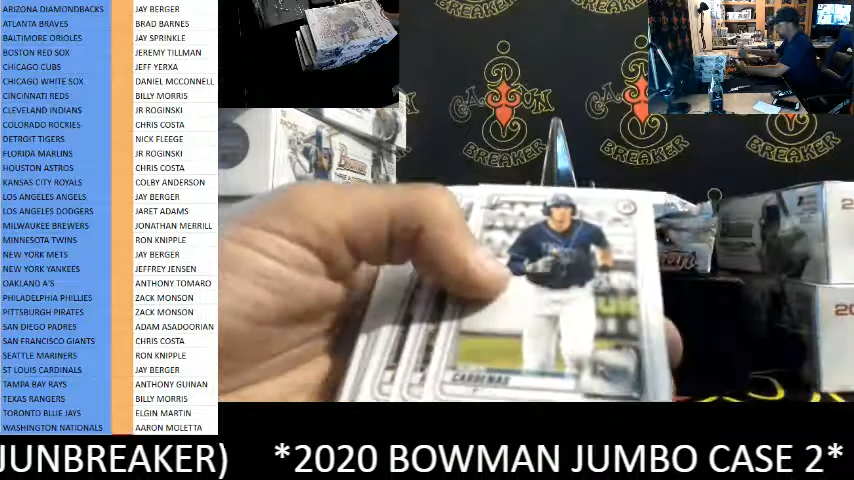 ARIZONA DIAMONDBACKS JAY BERGER
ATLANTA BRAVES BRAD BARNES
BALTIMORE ORIOLES JAY SPRINKLE
BOSTON RED SOX JEREMY TILLMAN
CHICAGO CUBS JEFF YERXA
CHICAGO WHITE SOX DANIEL MCCONNELL
CINCINATTI REDS BILLY MORRIS
CLEVELAND INDIANS JR ROGINSKI
COLORADO ROCKIES CHRIS COSTA
DETROIT TIGERS NICK FLEEGE
FLORIDA MARLINS JR ROGINSKI
HOUSTON ASTROS CHRIS COSTA
KANSAS CITY ROYALS COLBY ANDERSON
LOS ANGELES ANGELS JAY BERGER
LOS ANGELES DODGERS JARET ADAMS
MILWAUKEE BREWERS JONATHAN MERRILL
MINNESOTA TWINS RON KNIPPLE
NEW YORK METS JAY BERGER
NEW YORK YANKEES JEFFREY JENSEN
OAKLAND A'S ANTHONY TOMARO
PHILADELPHIA PHILLIES ZACK MONSON
PITTSBURGH PIRATES ZACK MONSON
SAN DIEGO PADRES ADAM ASADOORIAN
SAN FRANCISCO GIANTS CHRIS COSTA
SEATTLE MARINERS RON KNIPPLE
ST LOUIS CARDINALS JAY BERGER
TAMPA BAY RAYS ANTHONY GUINAN
TEXAS RANGERS BILLY MORRIS
TORONTO BLUE JAYS ELGIN MARTIN
WASHINGTON NATIONALS AARON MOLETTA
BREAKER
BREAKER
BREAKER
BREAKER
Bowman
CARDENAS
JUNBREAKER) *2020 BOWMAN JUMBO CASE 2*